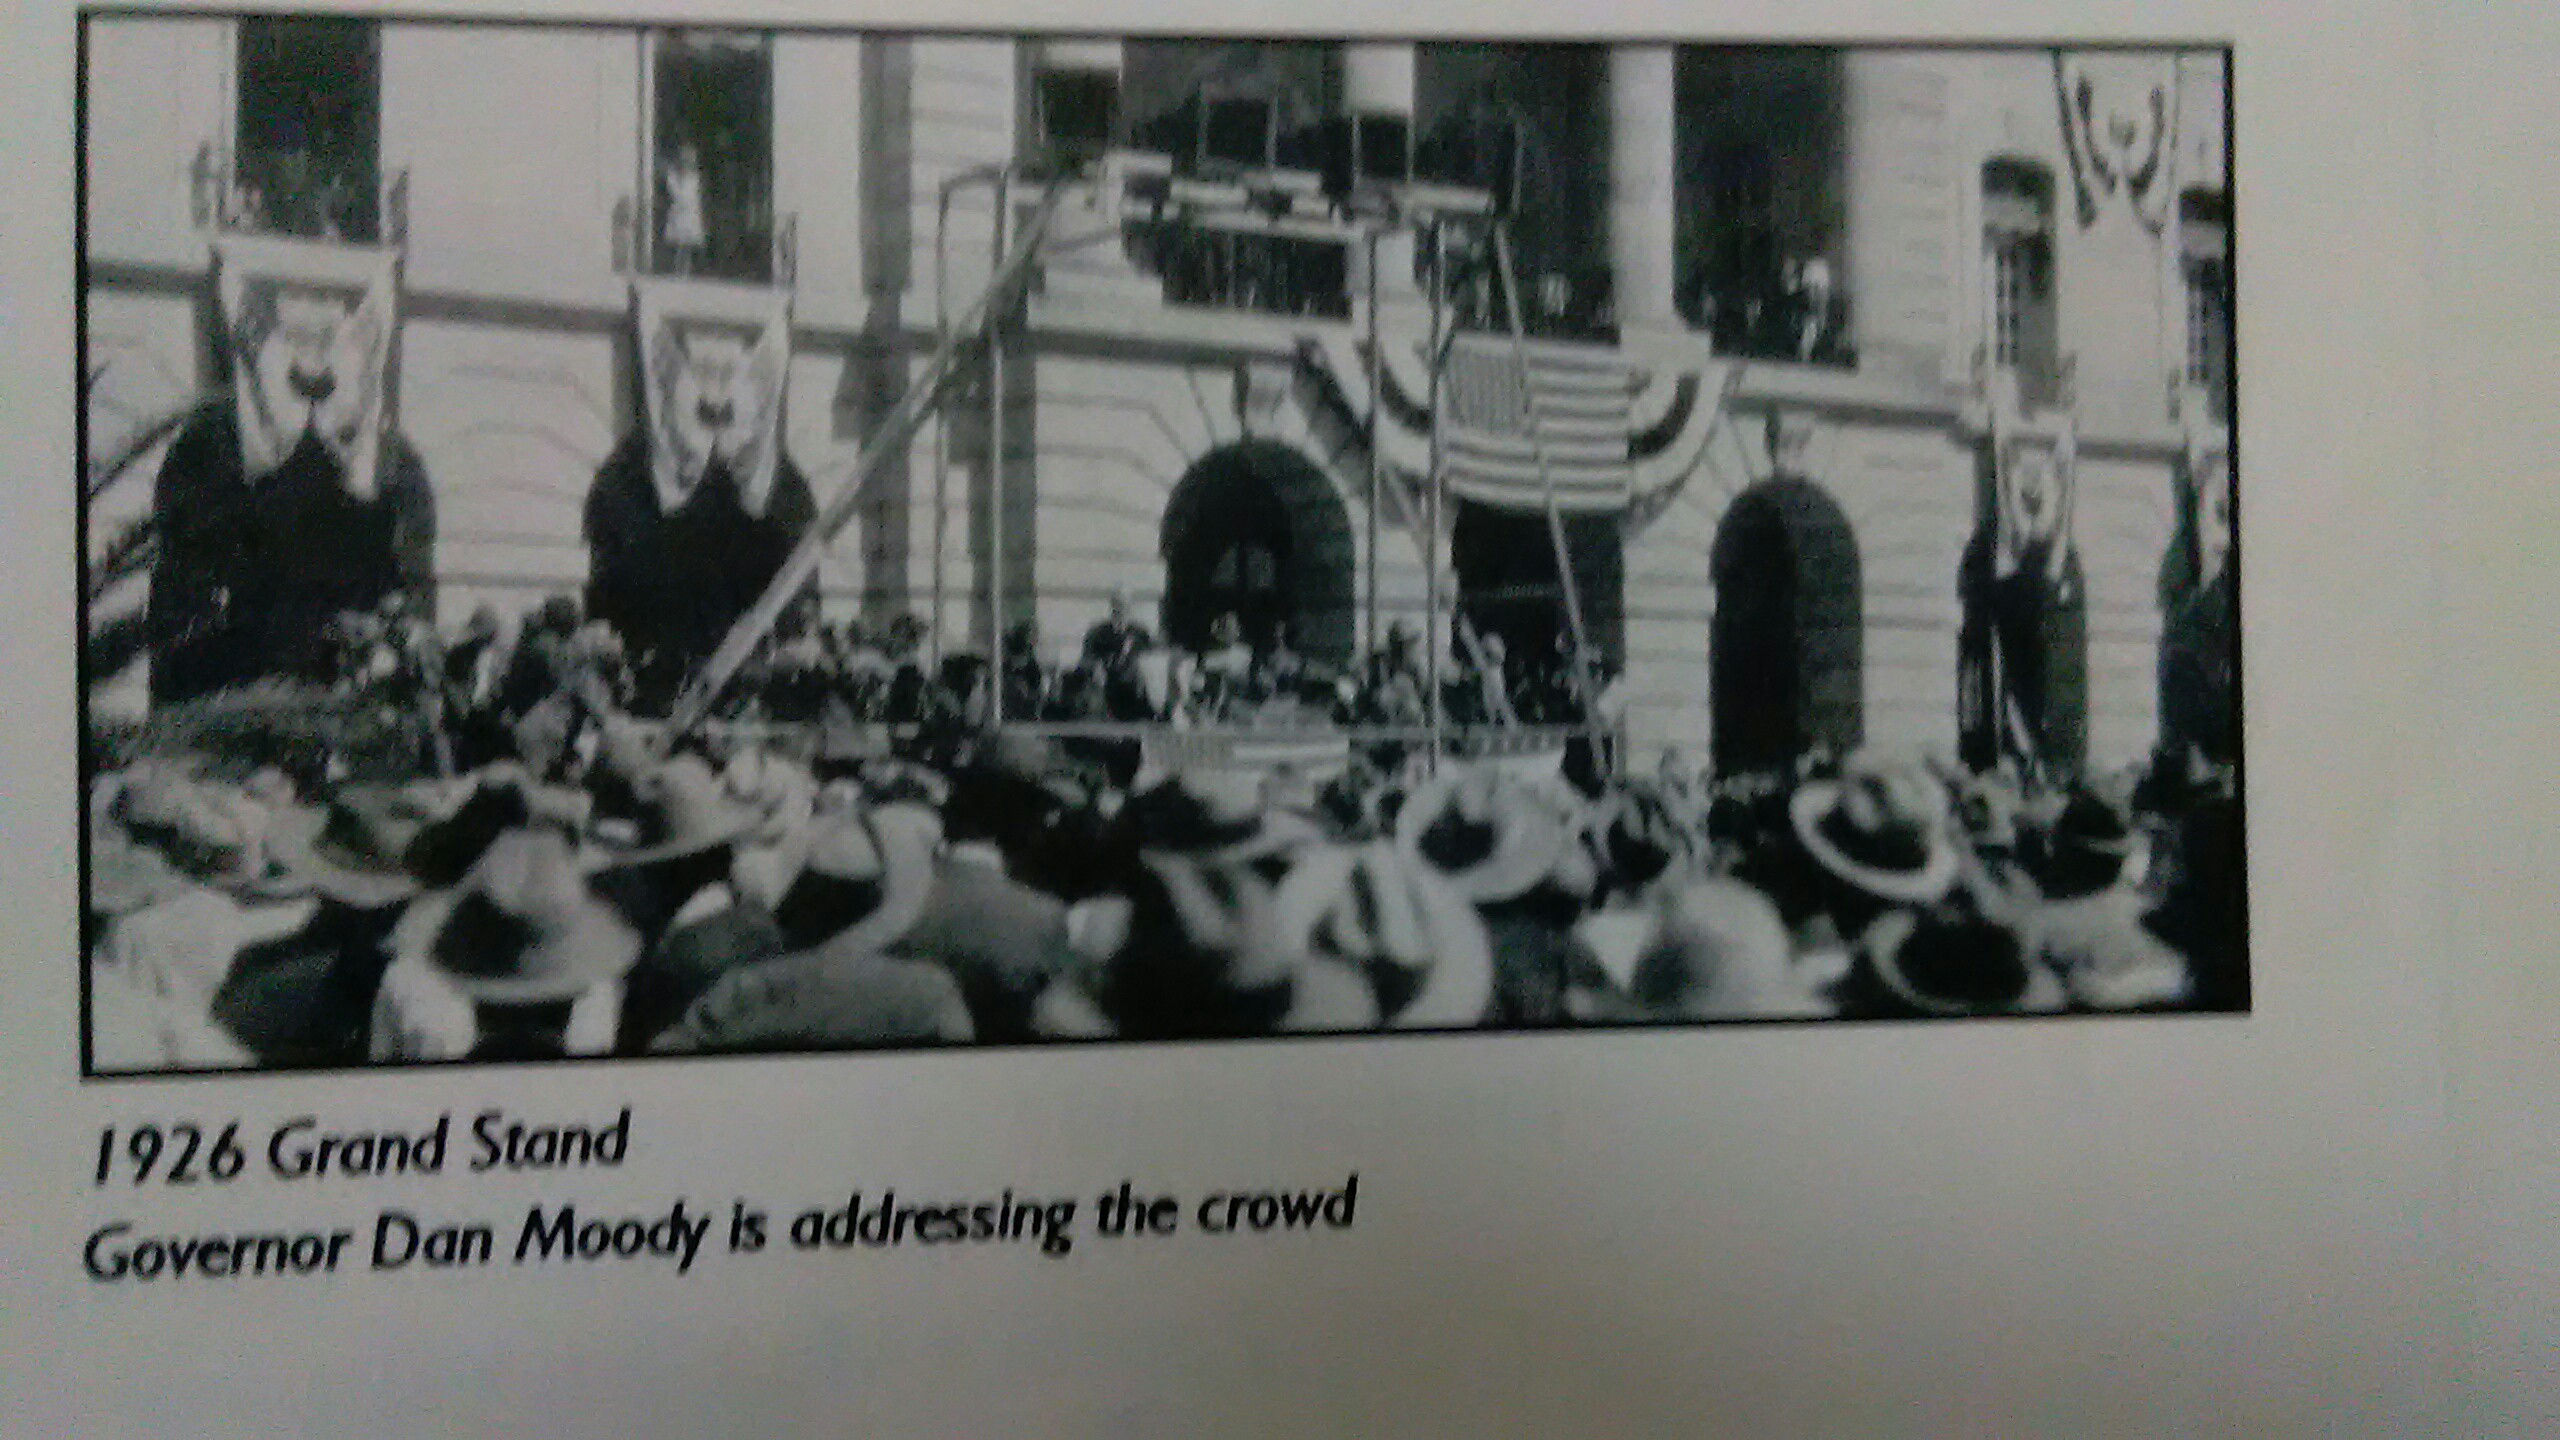 1926 Grand Stand
Governor Dan Moody is addressing the crowd